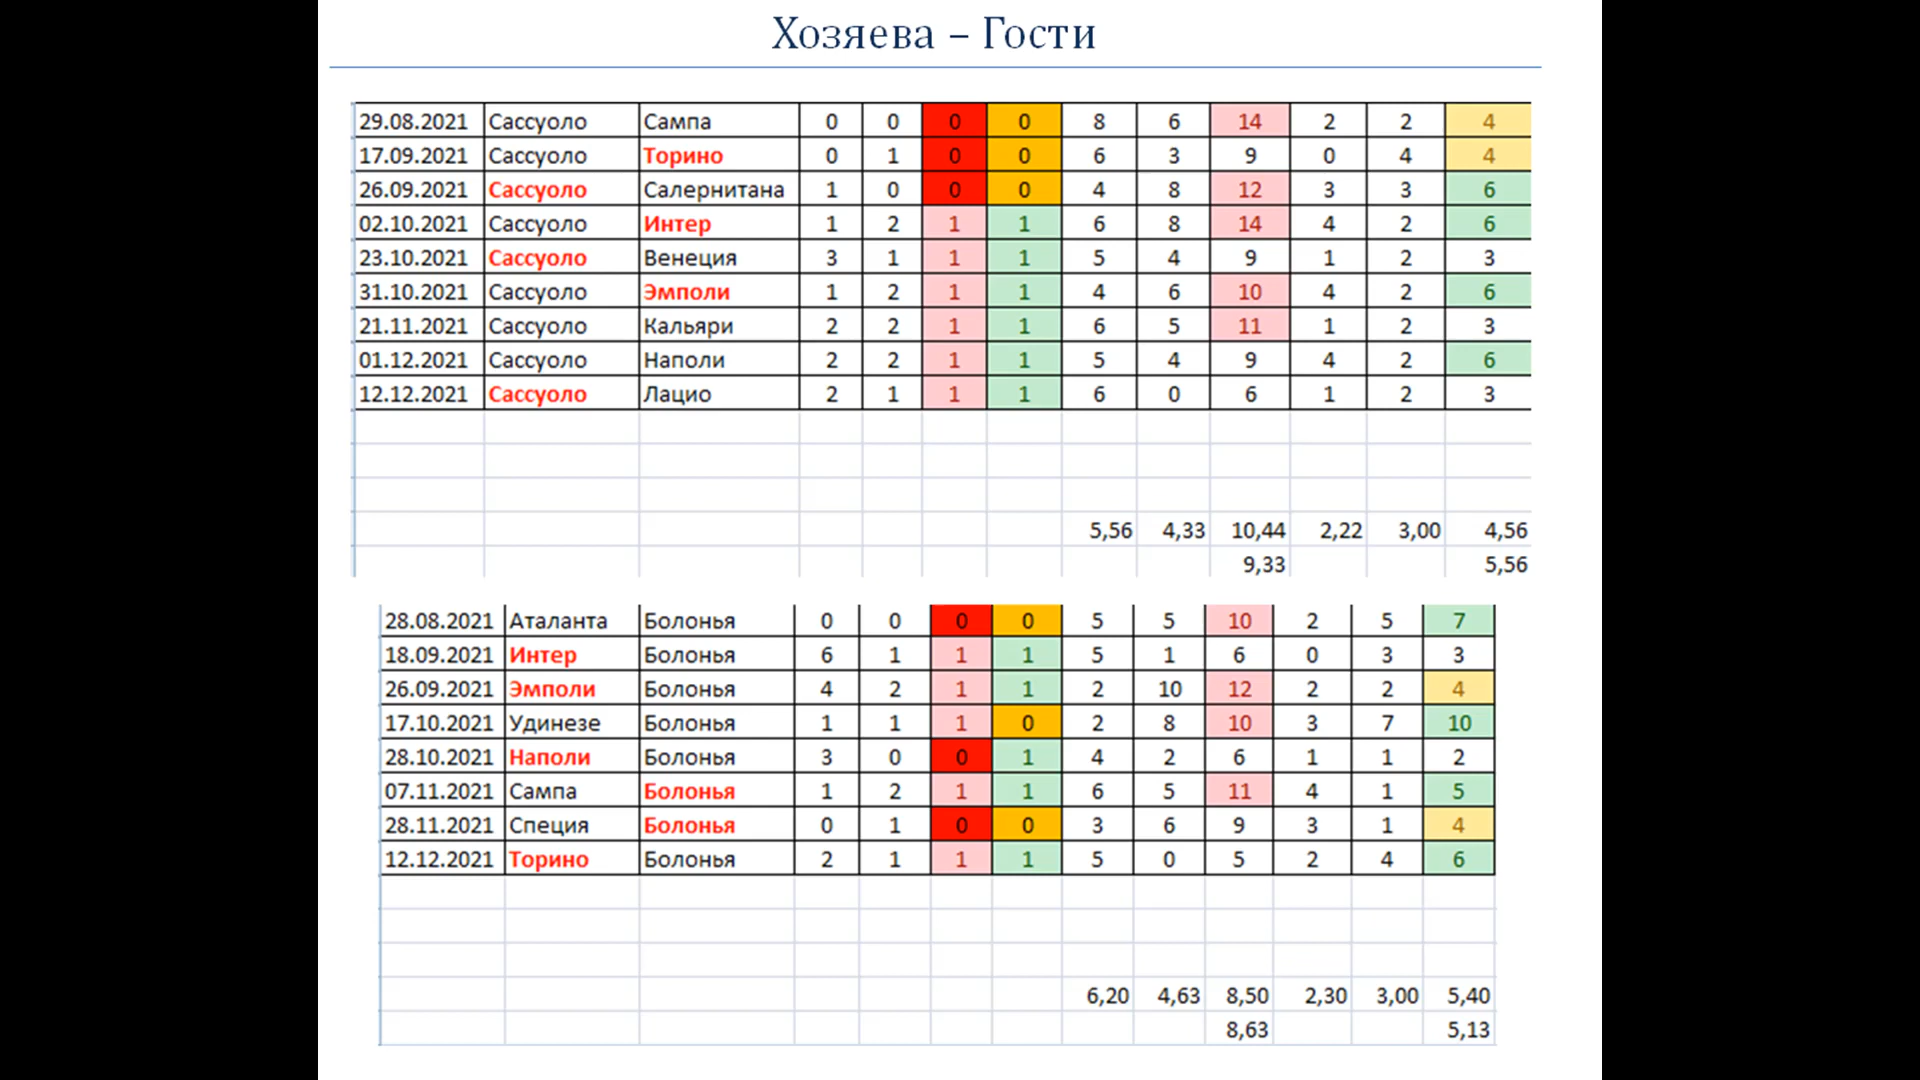 Хозяева – Гости
29.08.2021 Сассуоло Сампа 0 0 0 0 8 6 14 2 2 4
17.09.2021 Сассуоло Торино 0 1 0 0 6 3 9 0 4 4
26.09.2021 Сассуоло Салернитана 1 0 0 0 4 8 12 3 3 6
02.10.2021 Сассуоло Интер 1 2 1 1 6 8 14 4 2 6
23.10.2021 Сассуоло Венеция 3 1 1 1 5 4 9 1 2 3
31.10.2021 Сассуоло Эмполи 1 2 1 1 4 6 10 4 2 6
21.11.2021 Сассуоло Кальяри 2 2 1 1 6 5 11 1 2 3
01.12.2021 Сассуоло Наполи 2 2 1 1 5 4 9 4 2 6
12.12.2021 Сассуоло Лацио 2 1 1 1 6 0 6 1 2 3
5,56 4,33 10,44 2,22 3,00 4,56
9,33 5,56
28.08.2021 Аталанта Болонья 0 0 0 0 5 5 10 2 5 7
18.09.2021 Интер Болонья 6 1 1 1 5 1 6 0 3 3
26.09.2021 Эмполи Болонья 4 2 1 1 2 10 12 2 2 4
17.10.2021 Удинезе Болонья 1 1 1 0 2 8 10 3 7 10
28.10.2021 Наполи Болонья 3 0 0 1 4 2 6 1 1 2
07.11.2021 Сампа Болонья 1 2 1 1 6 5 11 4 1 5
28.11.2021 Специя Болонья 0 1 0 0 3 6 9 3 1 4
12.12.2021 Торино Болонья 2 1 1 1 5 0 5 2 4 6
6,20 4,63 8,50 2,30 3,00 5,40
8,63 5,13